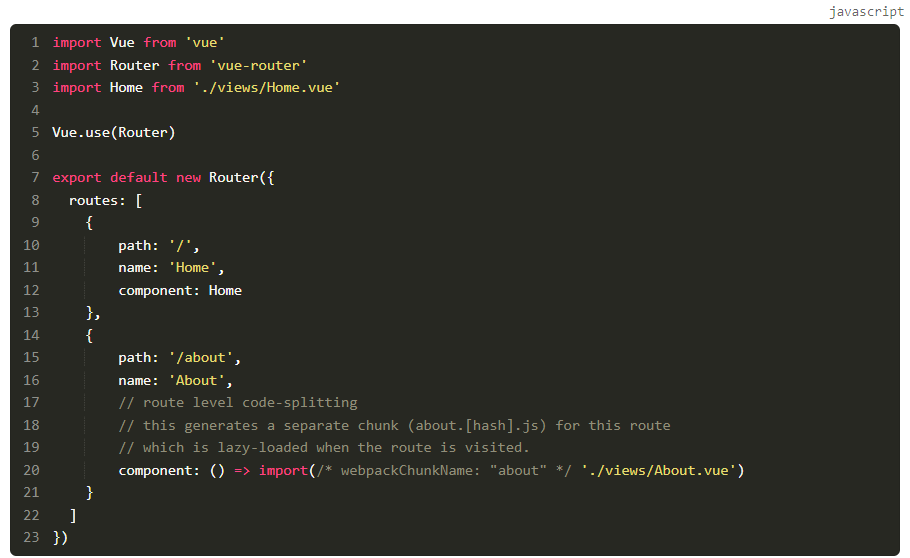 javascript
1 import Vue from 'vue'
2 import Router from 'vue-router'
3 import Home from './views/Home.vue'
4
5 Vue.use(Router)
6
7 export default new Router({
8   routes: [
9     {
10         path: '/',
11         name: 'Home',
12         component: Home
13     },
14     {
15         path: '/about',
16         name: 'About',
17         // route level code-splitting
18         // this generates a separate chunk (about.[hash].js) for this route
19         // which is lazy-loaded when the route is visited.
20         component: () => import(/* webpackChunkName: "about" */ './views/About.vue')
21     }
22   ]
23 })